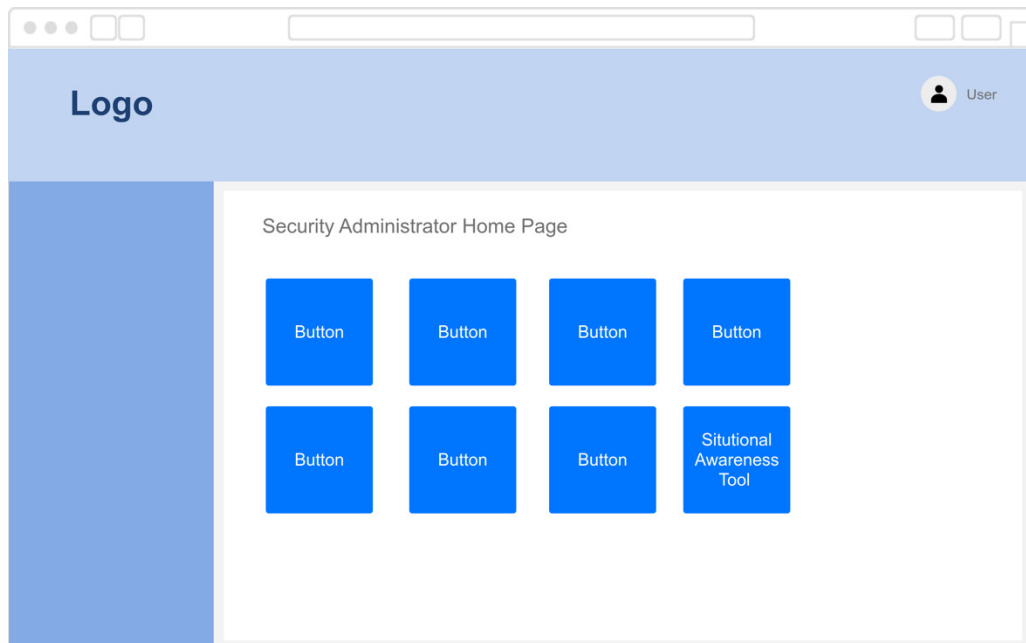 Logo
User
Security Administrator Home Page
Button
Button
Button
Button
Button
Button
Button
Situtional
Awareness
Tool